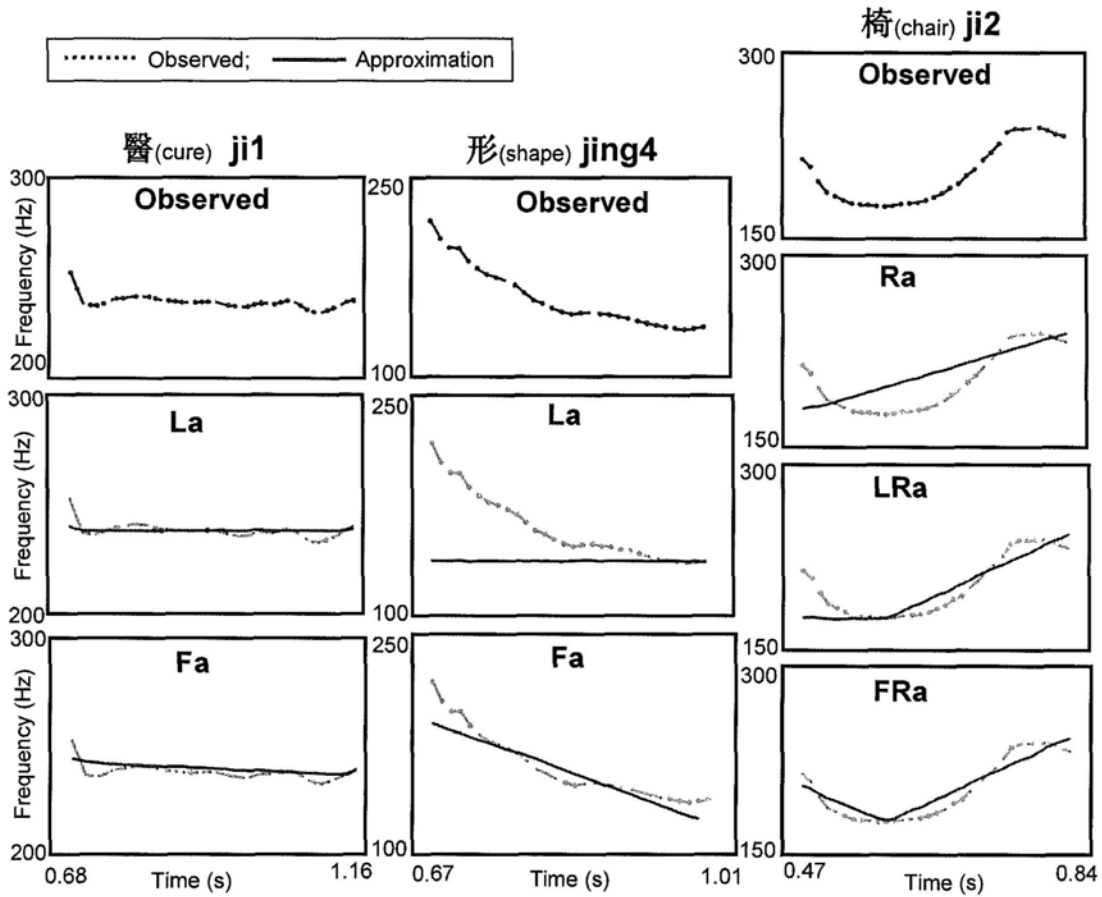 Observed; Approximation
醫(cure) ji1
300
Observed
Frequency (Hz)
200
300
La
Frequency (Hz)
200
300
Fa
Frequency (Hz)
200
0.68 Time (s) 1.16
形(shape) jing4
250
Observed
100
250
La
100
250
Fa
100
0.67 Time (s) 1.01
椅(chair) ji2
300
Observed
150
300
Ra
150
300
LRa
150
300
FRa
150
0.47 Time (s) 0.84